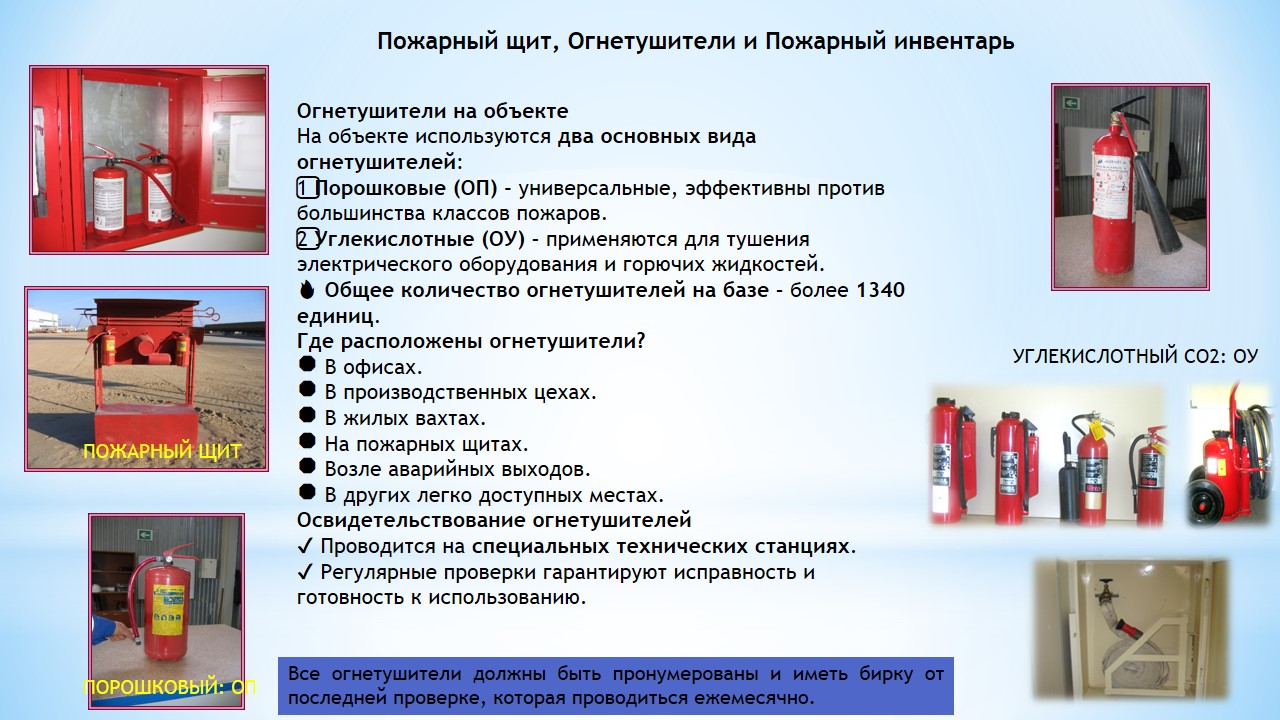 Пожарный щит, Огнетушители и Пожарный инвентарь
Огнетушители на объекте
На объекте используются два основных вида
огнетушителей:
1 Порошковые (ОП) – универсальные, эффективны против
большинства классов пожаров.
2 Углекислотные (ОУ) – применяются для тушения
электрического оборудования и горючих жидкостей.
🔥 Общее количество огнетушителей на базе – более 1340
единиц.
Где расположены огнетушители?
В офисах.
В производственных цехах.
В жилых вахтах.
На пожарных щитах.
Возле аварийных выходов.
В других легко доступных местах.
Освидетельствование огнетушителей
✓ Проводится на специальных технических станциях.
✓ Регулярные проверки гарантируют исправность и
готовность к использованию.
Все огнетушители должны быть пронумерованы и иметь бирку от
последней проверке, которая проводиться ежемесячно.
ПОЖАРНЫЙ ЩИТ
ПОРОШКОВЫЙ: ОП
УГЛЕКИСЛОТНЫЙ СО2: ОУ